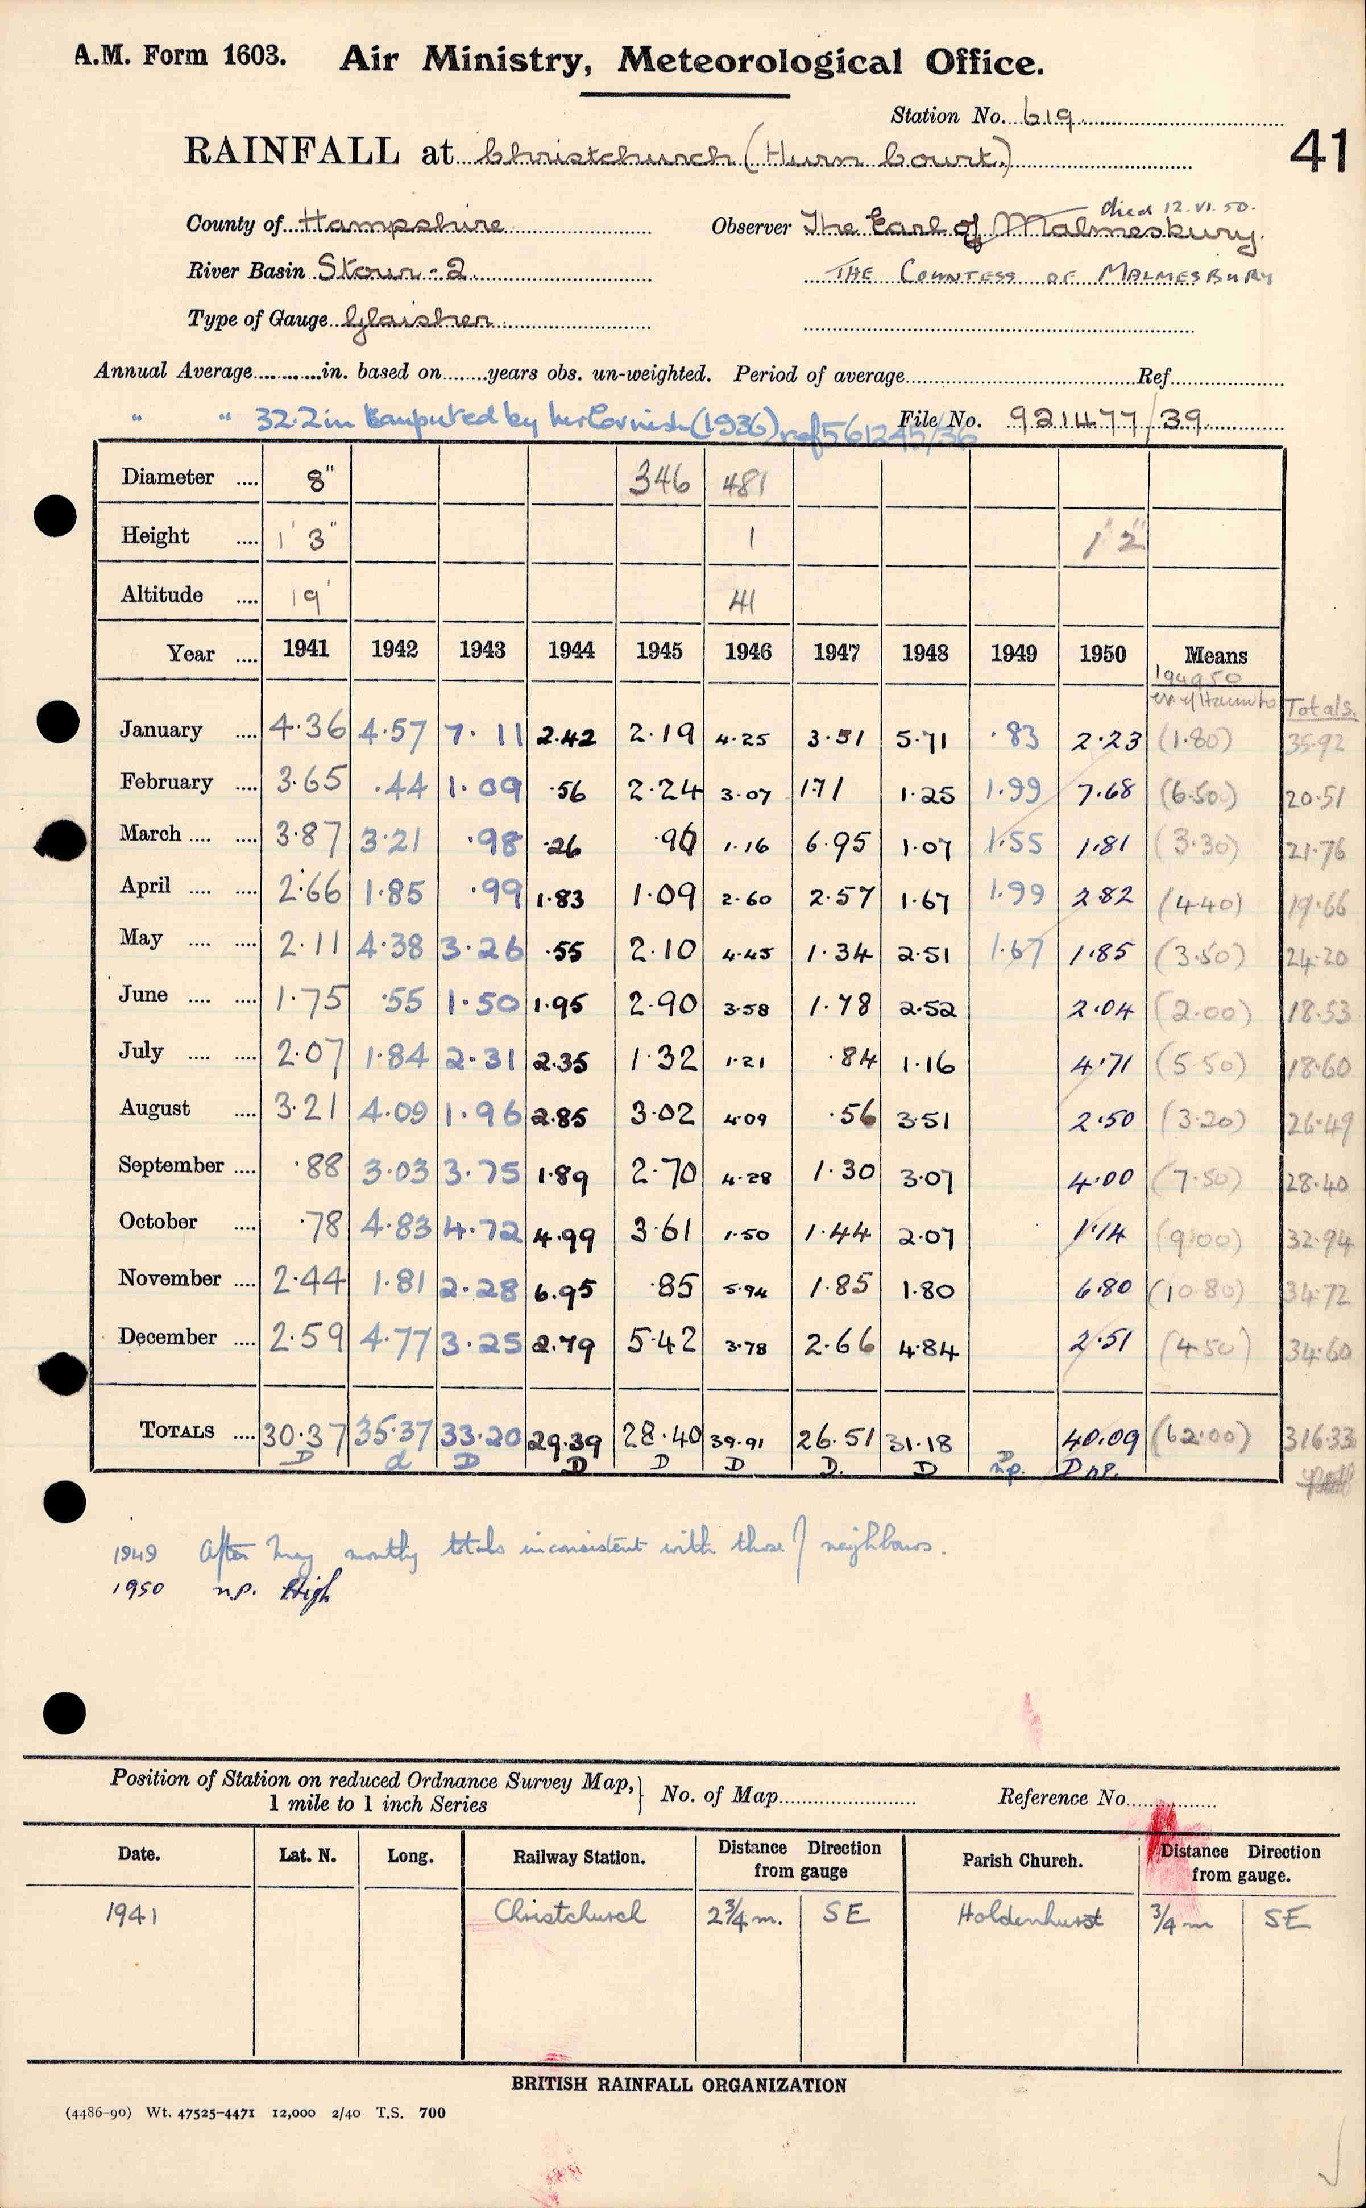 A.M. Form 1603. Air Ministry, Meteorological Office.
Station No. 619
RAINFALL at Christchurch (Hurn Court.)
41
died 12.VI.50.
County of Hampshire Observer The Earl of Malmesbury.
River Basin Stour-2 THE COUNTESS OF MALMESBURY
Type of Gauge Glaisher
Annual Average in. based on years obs. un-weighted. Period of average Ref
" " 32.2in computed by Mr Cornish (1936) ref 561245/36 File No. 921477/39
Diameter 8" 346 481
Height 1' 3" 1 1' 2"
Altitude 19' 41
Year 1941 1942 1943 1944 1945 1946 1947 1948 1949 1950 Means
194950
Totals.
January 4.36 4.57 7.11 2.42 2.19 4.25 3.51 5.71 .83 2.23 (1.80) 35.92
February 3.65 .44 1.09 .56 2.24 3.07 1.71 1.25 1.99 7.68 (6.50) 20.51
March 3.87 3.21 .98 .26 .96 1.16 6.95 1.07 1.55 1.81 (3.30) 21.76
April 2.66 1.85 .99 1.83 1.09 2.60 2.57 1.67 1.99 2.82 (4.40) 19.66
May 2.11 4.38 3.26 .55 2.10 4.45 1.34 2.51 1.67 1.85 (3.50) 24.20
June 1.75 .55 1.50 1.95 2.90 3.58 1.78 2.52 2.04 (2.00) 18.53
July 2.07 1.84 2.31 2.35 1.32 1.21 .84 1.16 4.71 (5.50) 18.60
August 3.21 4.09 1.96 2.85 3.02 4.09 .56 3.51 2.50 (3.20) 26.49
September .88 3.03 3.75 1.89 2.70 4.28 1.30 3.07 4.00 (7.50) 28.40
October .78 4.83 4.72 4.99 3.61 1.50 1.44 2.07 1.14 (9.00) 32.94
November 2.44 1.81 2.28 6.95 .85 5.94 1.85 1.80 6.80 (10.80) 34.72
December 2.59 4.77 3.25 2.79 5.42 3.78 2.66 4.84 2.51 (4.50) 34.60
TOTALS 30.37 35.37 33.20 29.39 28.40 39.91 26.51 31.18 40.09 (62.00) 316.33
D d D D D D D. D D n.p. D n.p.
1949 After May monthly totals inconsistent with those of neighbours.
1950 n.p. High
Position of Station on reduced Ordnance Survey Map,
1 mile to 1 inch Series
No. of Map Reference No.
Date. Lat. N. Long. Railway Station. Distance Direction from gauge Parish Church. Distance Direction from gauge.
1941 Christchurch 2¾ m. SE Holdenhurst ¾ m SE
BRITISH RAINFALL ORGANIZATION
(4486-90) Wt. 47525-4471 12,000 2/40 T.S. 700